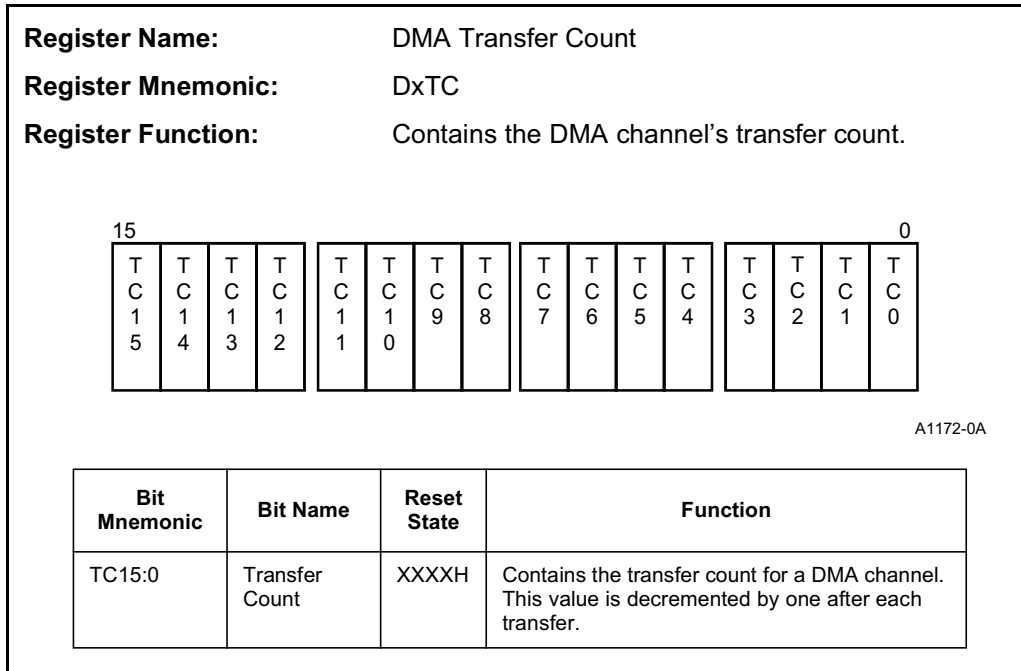 Register Name: DMA Transfer Count
Register Mnemonic: DxTC
Register Function: Contains the DMA channel's transfer count.
15 0
TC15 TC14 TC13 TC12 TC11 TC10 TC9 TC8 TC7 TC6 TC5 TC4 TC3 TC2 TC1 TC0
A1172-0A
Bit Mnemonic Bit Name Reset State Function
TC15:0 Transfer Count XXXXH Contains the transfer count for a DMA channel.
This value is decremented by one after each
transfer.